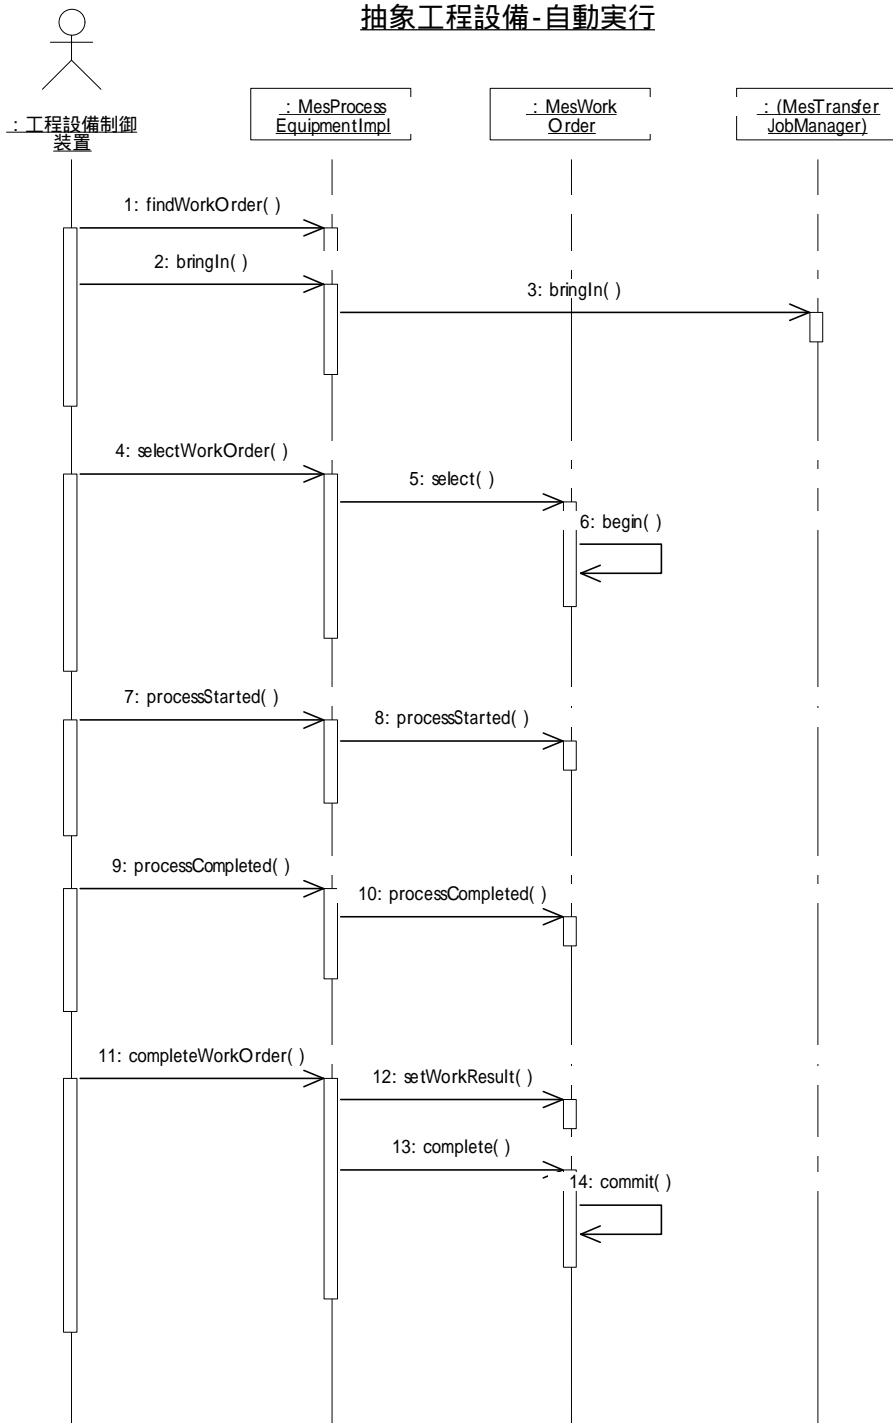 抽象工程設備-自動実行
: 工程設備制御
装置
: MesProcess
EquipmentImpl
: MesWork
Order
: (MesTransfer
JobManager)
1: findWorkOrder( )
2: bringIn( )
3: bringIn( )
4: selectWorkOrder( )
5: select( )
6: begin( )
7: processStarted( )
8: processStarted( )
9: processCompleted( )
10: processCompleted( )
11: completeWorkOrder( )
12: setWorkResult( )
13: complete( )
14: commit( )